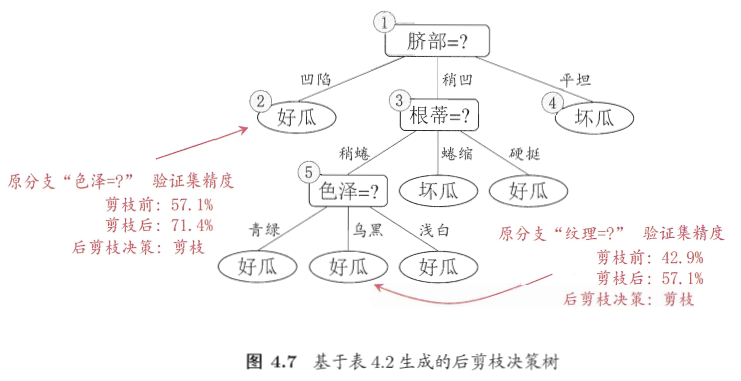 ①
脐部=?
凹陷 稍凹 平坦
② ③ ④
好瓜 根蒂=? 坏瓜
稍蜷 蜷缩 硬挺
⑤
色泽=? 坏瓜 好瓜
青绿 乌黑 浅白
好瓜 好瓜 好瓜
原分支“色泽=?” 验证集精度
剪枝前: 57.1%
剪枝后: 71.4%
后剪枝决策: 剪枝
原分支“纹理=?” 验证集精度
剪枝前: 42.9%
剪枝后: 57.1%
后剪枝决策: 剪枝
图 4.7 基于表 4.2 生成的后剪枝决策树